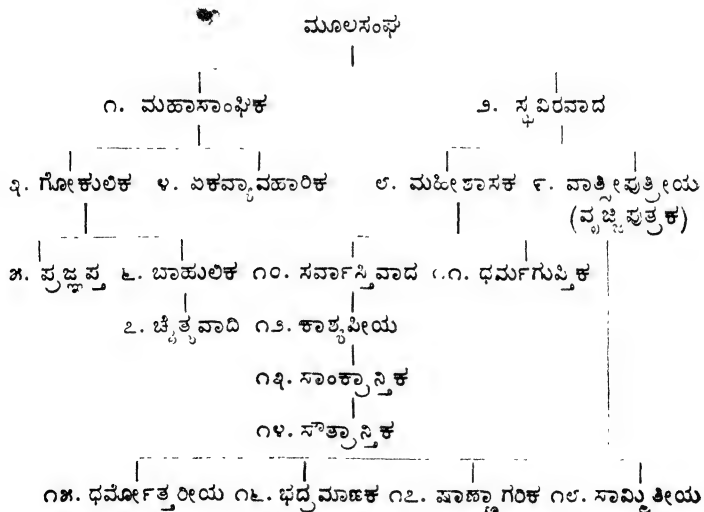 ಮೂಲಸಂಘ
೧. ಮಹಾಸಾಂಘಿಕ ೨. ಸ್ಥವಿರವಾದ
೩. ಗೋಕುಲಿಕ ೪. ಏಕವ್ಯಾವಹಾರಿಕ ೮. ಮಹೀಶಾಸಕ ೯. ವಾತ್ಸೀಪುತ್ರೀಯ
(ವೃಜ್ಜಿಪುತ್ರಕ)
೫. ಪ್ರಜ್ಞಪ್ತ ೬. ಬಾಹುಲಿಕ ೧೦. ಸರ್ವಾಸ್ತಿವಾದ ೧೧. ಧರ್ಮಗುಪ್ತಿಕ
೭. ಚೈತ್ಯವಾದಿ ೧೨. ಕಾಶ್ಯಪೀಯ
೧೩. ಸಾಂಕ್ರಾನ್ತಿಕ
೧೪. ಸೌತ್ರಾನ್ತಿಕ
೧೫. ಧರ್ಮೋತ್ತರೀಯ ೧೬. ಭದ್ರಮಾಣಕ ೧೭. ಷಾಣ್ಣಾಗರಿಕ ೧೮. ಸಾಮ್ಮಿತೀಯ